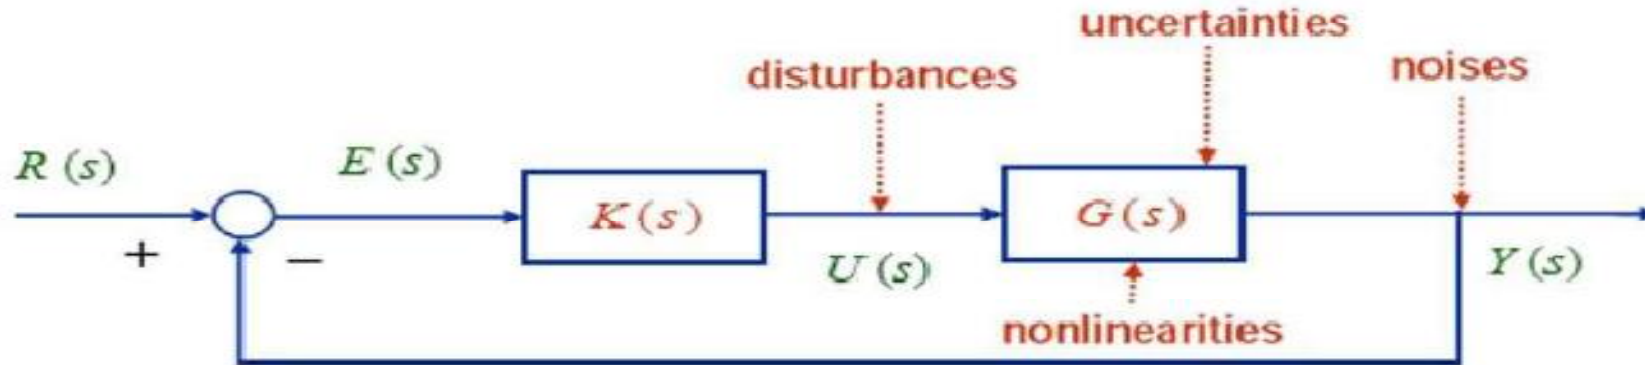 uncertainties
disturbances
noises
R (s)
E (s)
K (s)
G (s)
+
−
U (s)
Y (s)
nonlinearities